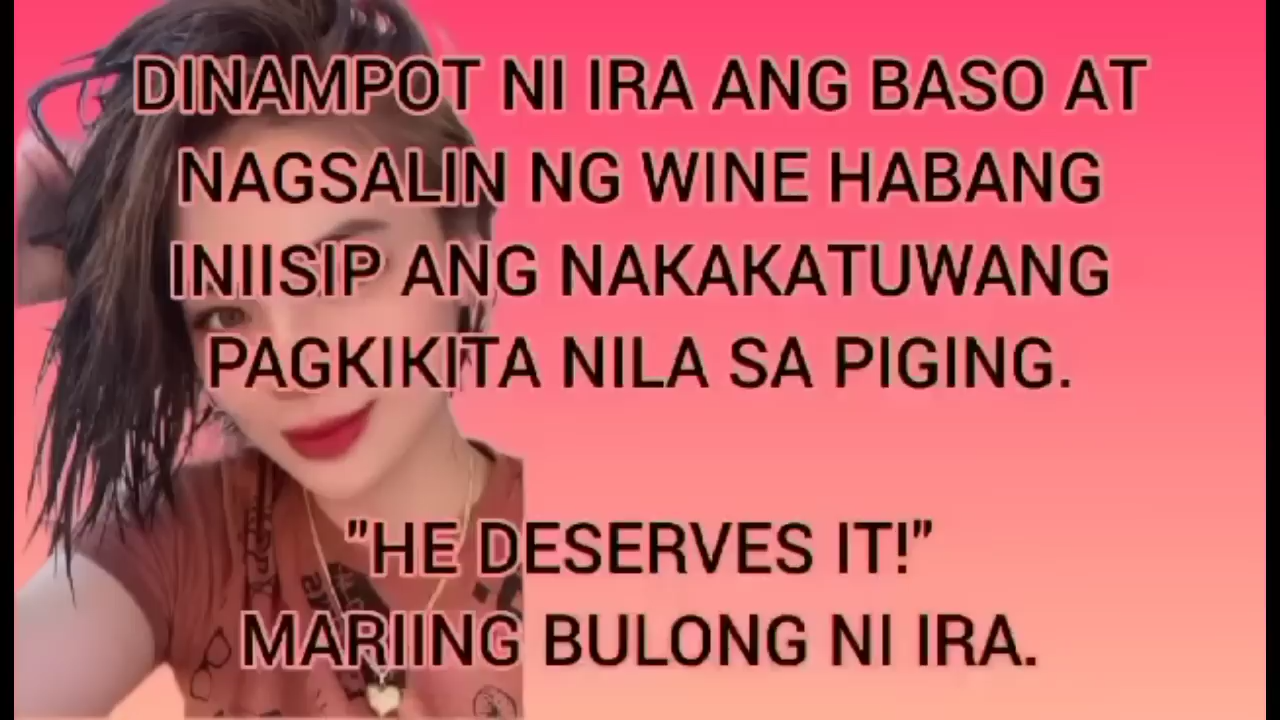 DINAMPOT NI IRA ANG BASO AT
NAGSALIN NG WINE HABANG
INIISIP ANG NAKAKATUWANG
PAGKIKITA NILA SA PIGING.
"HE DESERVES IT!"
MARIING BULONG NI IRA.